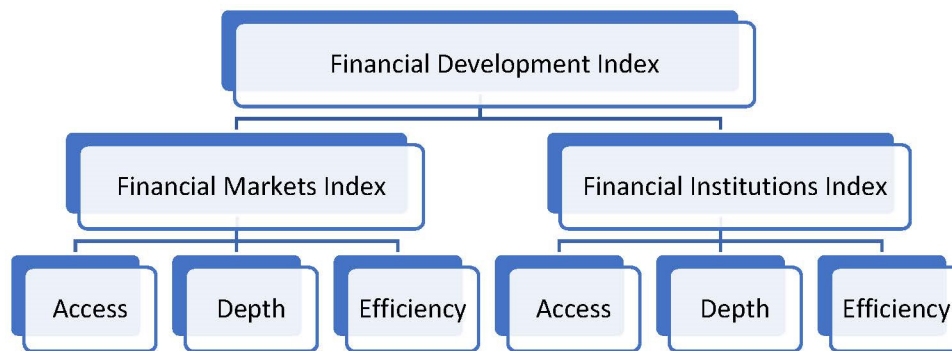 Financial Development Index
Financial Markets Index
Financial Institutions Index
Access
Depth
Efficiency
Access
Depth
Efficiency